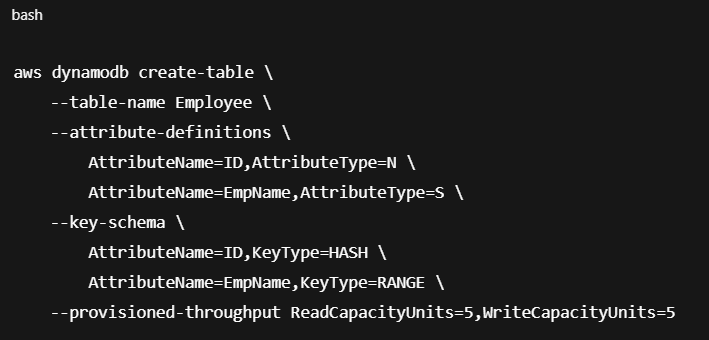 bash
aws dynamodb create-table \
--table-name Employee \
--attribute-definitions \
AttributeName=ID,AttributeType=N \
AttributeName=EmpName,AttributeType=S \
--key-schema \
AttributeName=ID,KeyType=HASH \
AttributeName=EmpName,KeyType=RANGE \
--provisioned-throughput ReadCapacityUnits=5,WriteCapacityUnits=5